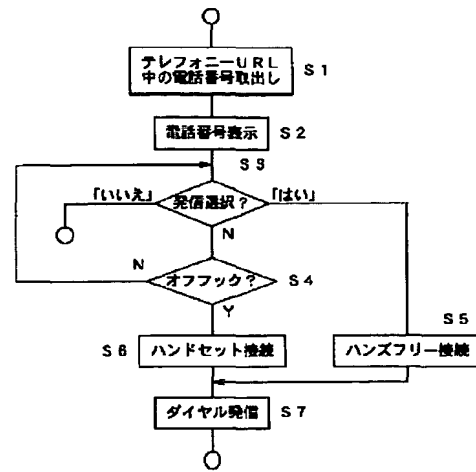 テレフォニーURL
中の電話番号取出し
S1
電話番号表示
S2
S3
「いいえ」
発信選択？
「はい」
N
N
オフフック？
S4
Y
S5
S6
ハンドセット接続
ハンズフリー接続
ダイヤル発信
S7